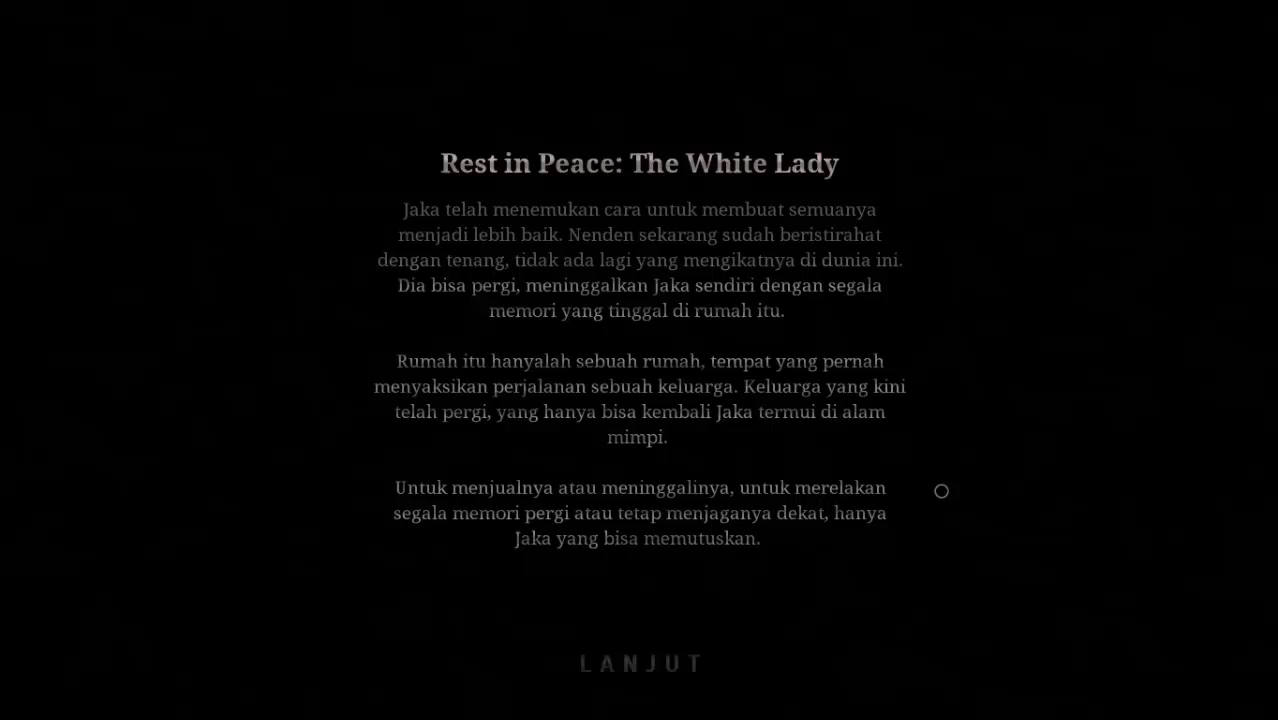 Rest in Peace: The White Lady
Jaka telah menemukan cara untuk membuat semuanya
menjadi lebih baik. Nenden sekarang sudah beristirahat
dengan tenang, tidak ada lagi yang mengikatnya di dunia ini.
Dia bisa pergi, meninggalkan Jaka sendiri dengan segala
memori yang tinggal di rumah itu.
Rumah itu hanyalah sebuah rumah, tempat yang pernah
menyaksikan perjalanan sebuah keluarga. Keluarga yang kini
telah pergi, yang hanya bisa kembali Jaka termui di alam
mimpi.
Untuk menjualnya atau meninggalinya, untuk merelakan
segala memori pergi atau tetap menjaganya dekat, hanya
Jaka yang bisa memutuskan.
LANJUT